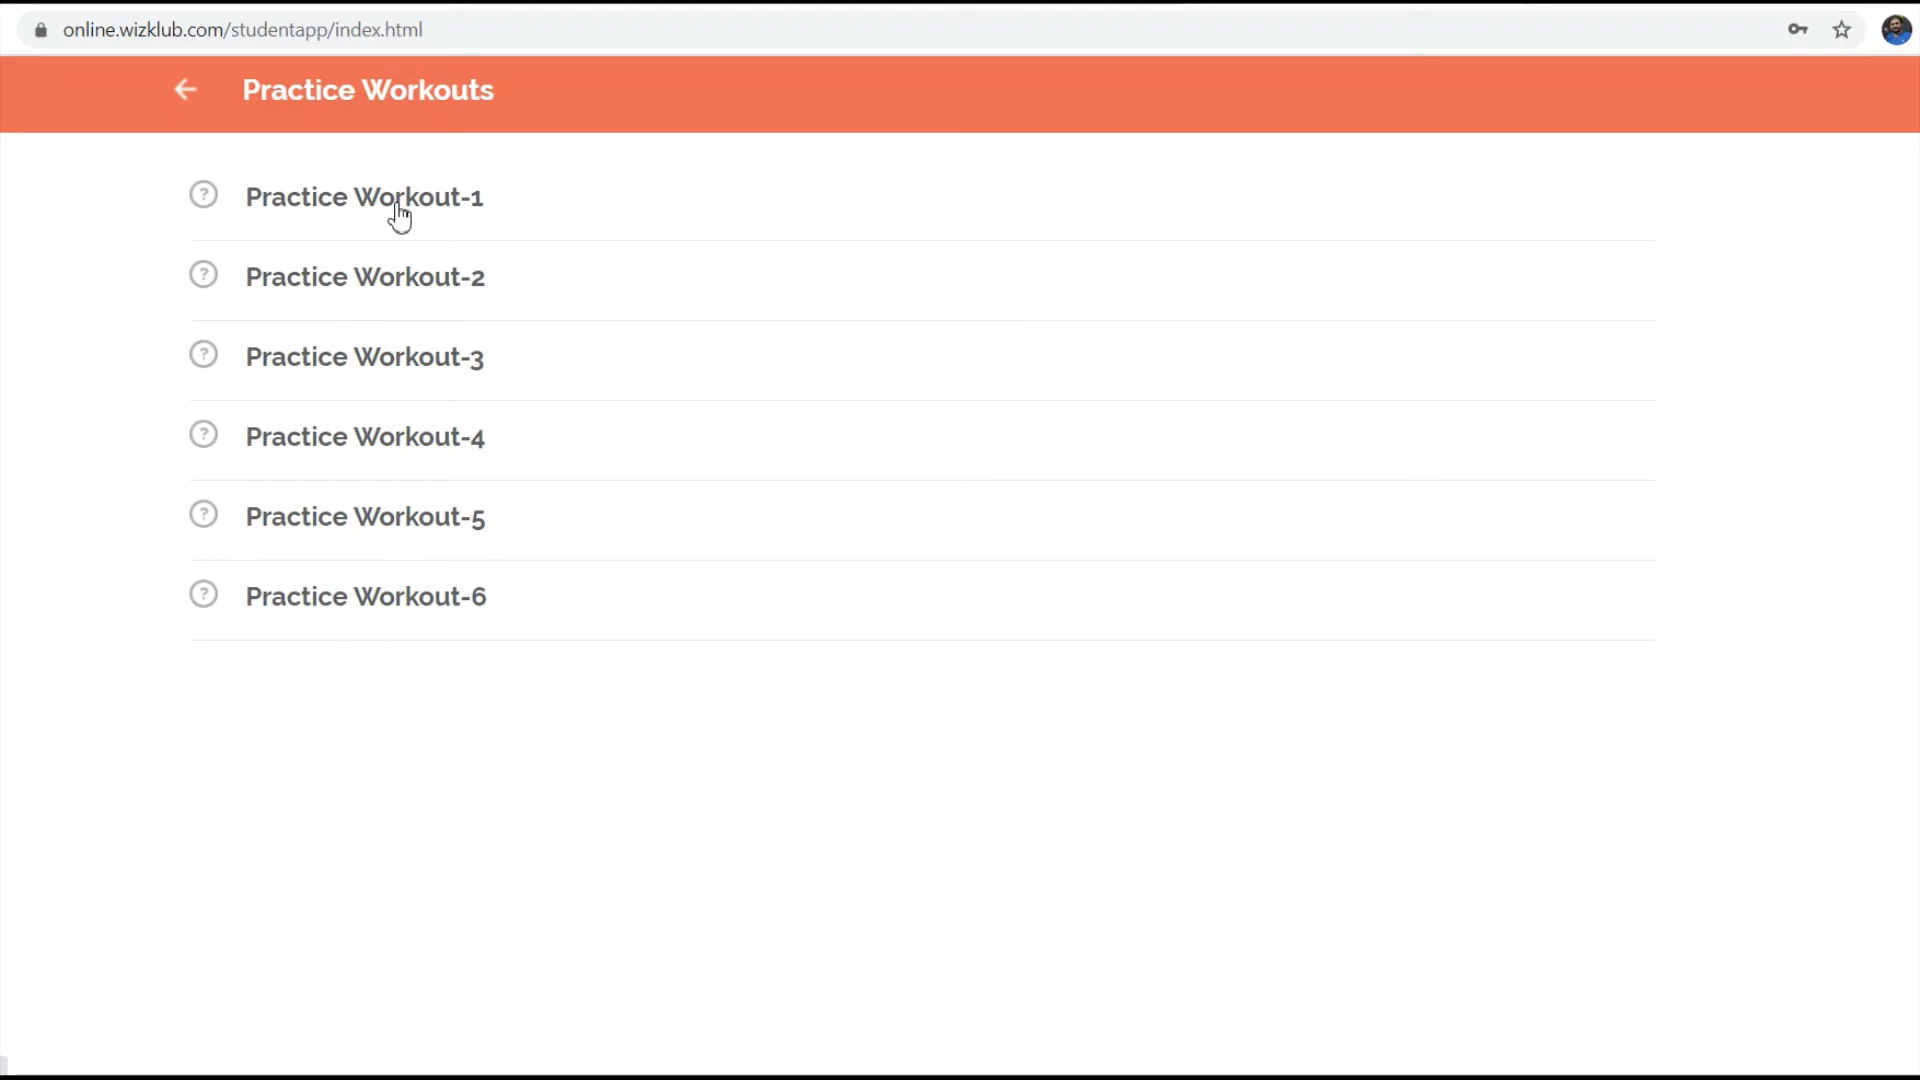 online.wizklub.com/studentapp/index.html
Practice Workouts
? Practice Workout-1
? Practice Workout-2
? Practice Workout-3
? Practice Workout-4
? Practice Workout-5
? Practice Workout-6